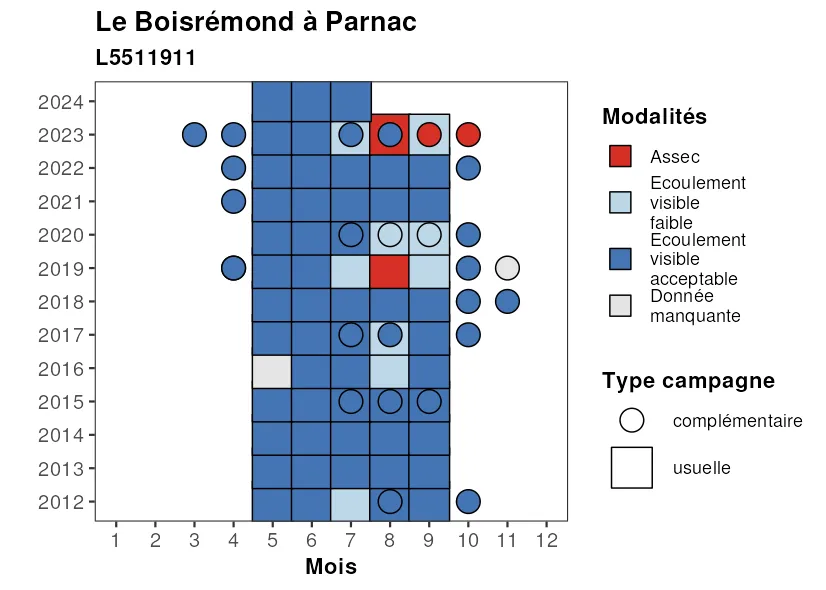 Le Boisrémond à Parnac
L5511911
2024
2023
2022
2021
2020
2019
2018
2017
2016
2015
2014
2013
2012
1 2 3 4 5 6 7 8 9 10 11 12
Mois
Modalités
Assec
Ecoulement
visible
faible
Ecoulement
visible
acceptable
Donnée
manquante
Type campagne
complémentaire
usuelle